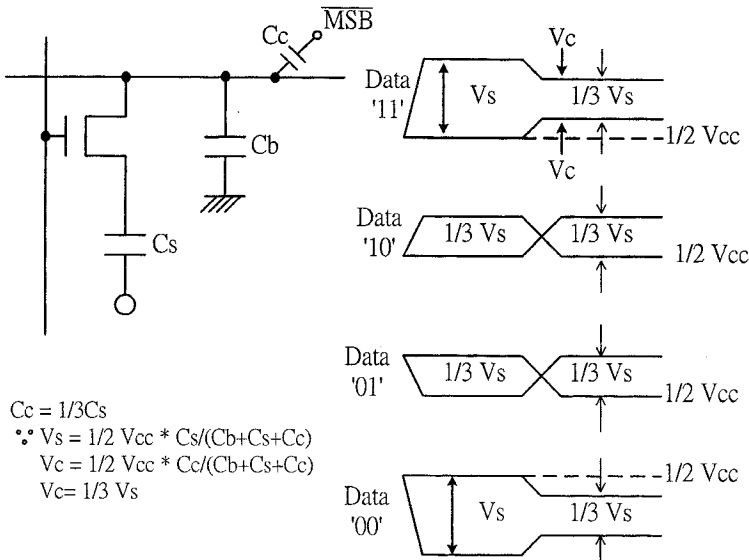 Cc
MSB
Cb
Cs
Cc = 1/3Cs
∵ Vs = 1/2 Vcc * Cs/(Cb+Cs+Cc)
Vc = 1/2 Vcc * Cc/(Cb+Cs+Cc)
Vc= 1/3 Vs
Vc
Data
'11'
Vs
1/3 Vs
1/2 Vcc
Vc
Data
'10'
1/3 Vs
1/3 Vs
1/2 Vcc
Data
'01'
1/3 Vs
1/3 Vs
1/2 Vcc
Data
'00'
Vs
1/2 Vcc
1/3 Vs